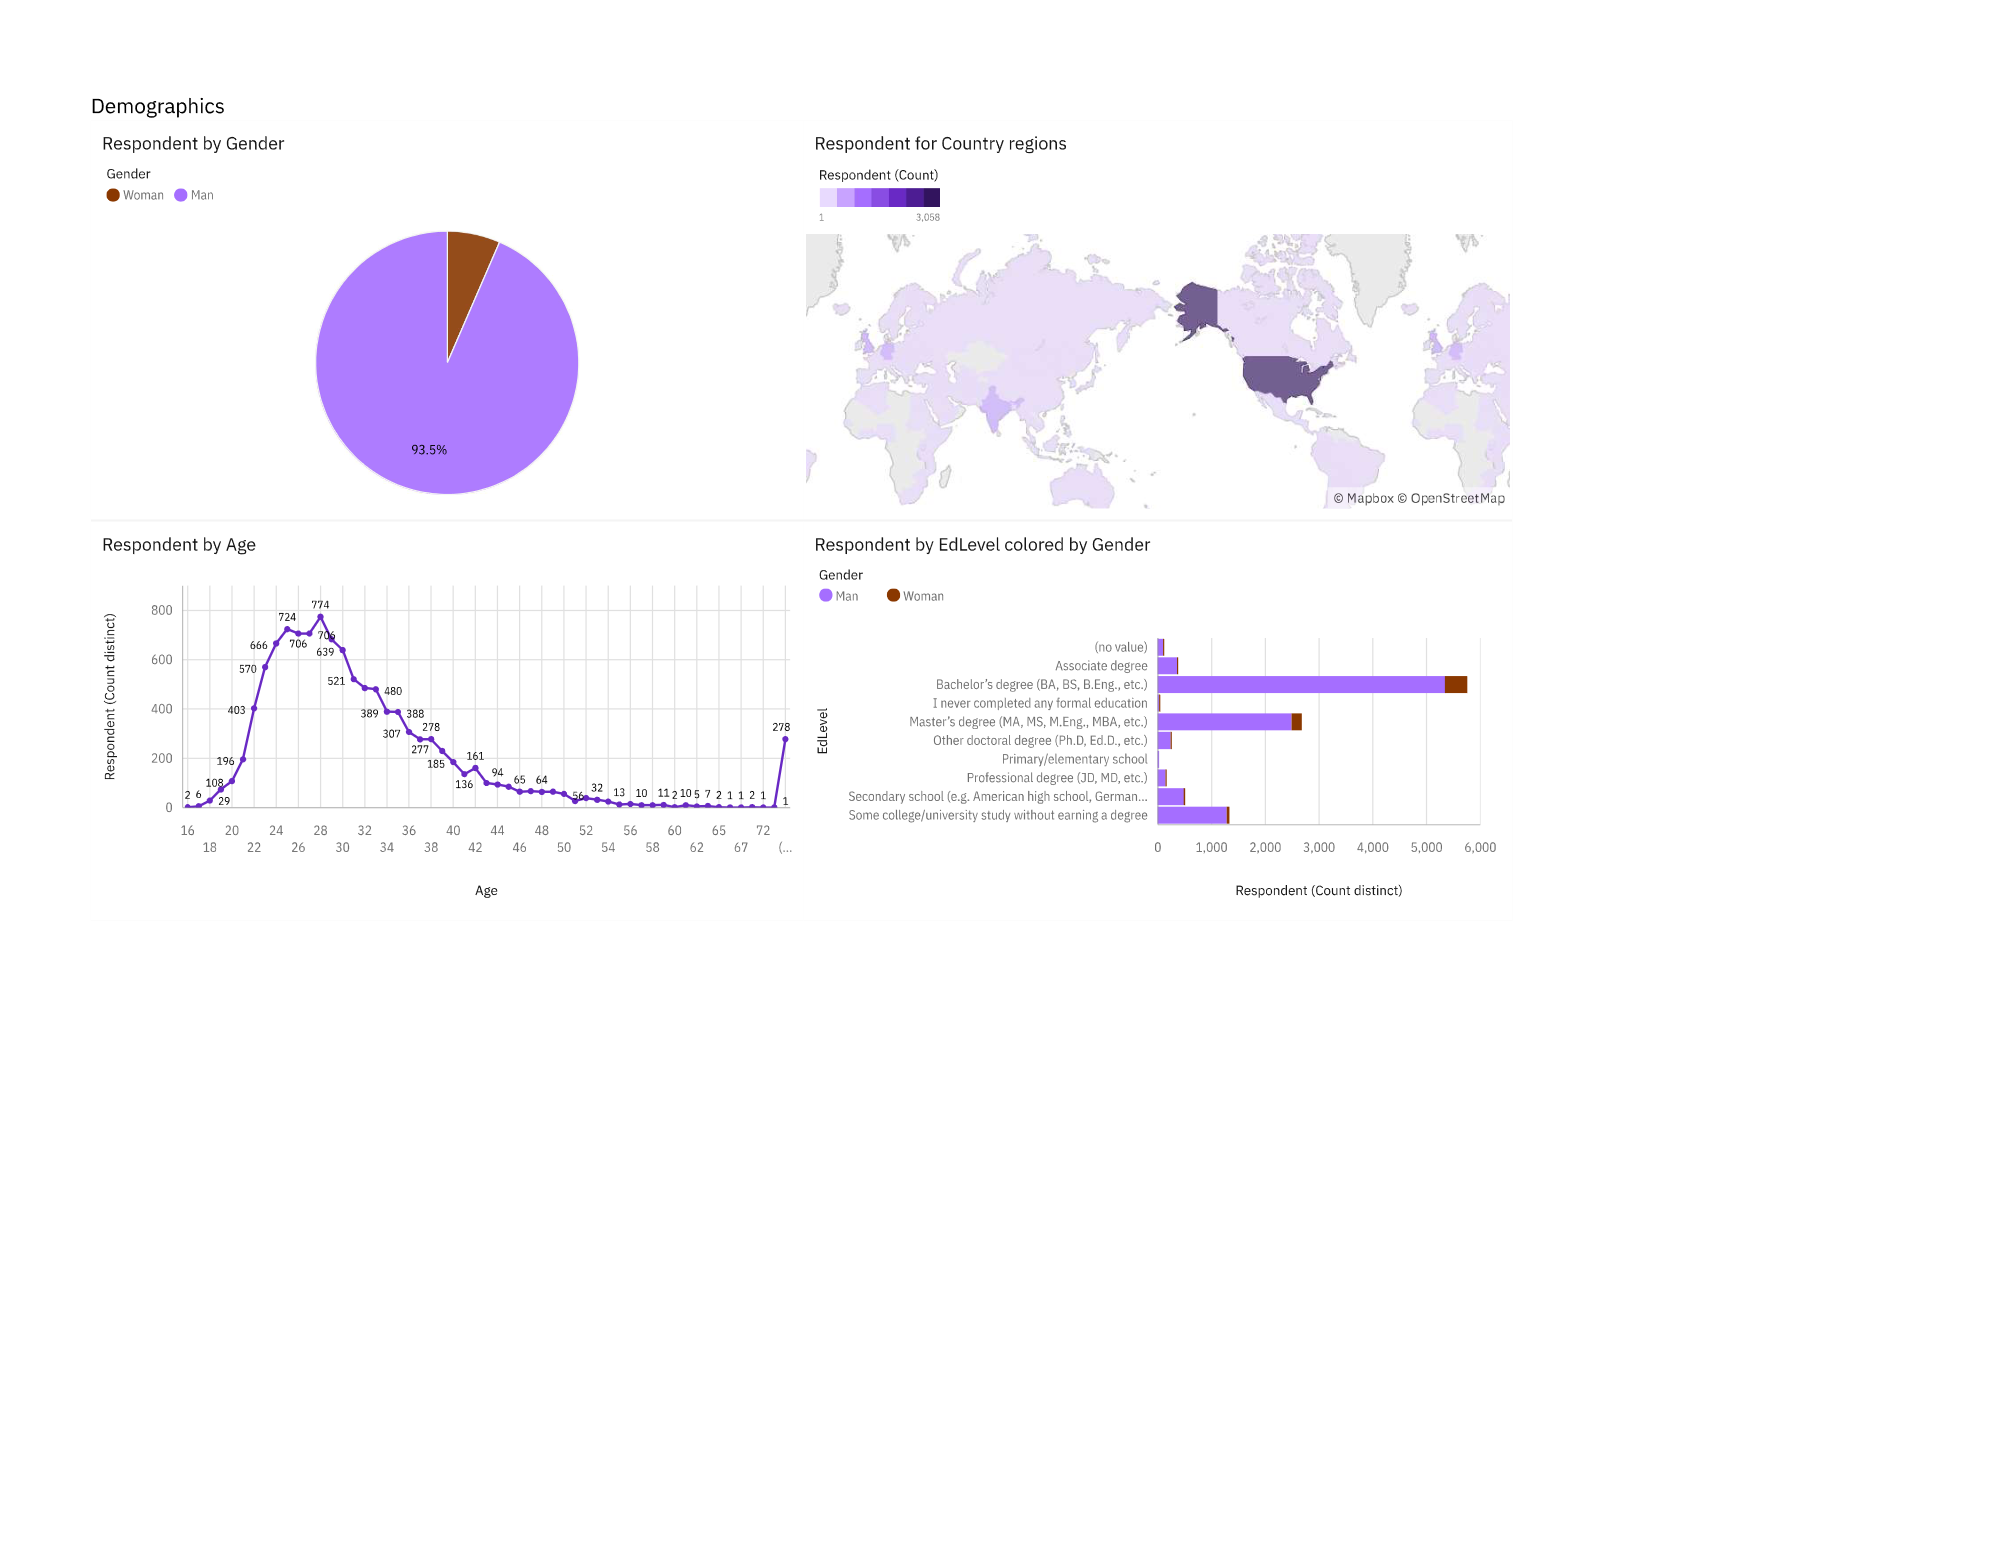 Demographics
Respondent by Gender
Gender
Woman Man
93.5%
Respondent for Country regions
Respondent (Count)
1 3,058
© Mapbox © OpenStreetMap
Respondent by Age
Respondent (Count distinct)
800
600
400
200
0
2 6 29 108 196 403 570 666 724 706 774 706 639 521 480 389 388 307 277 278 185 136 161 94 65 64 56 32 13 10 11 2 10 5 7 2 1 1 2 1 1 278
16 20 24 28 32 36 40 44 48 52 56 60 65 72
18 22 26 30 34 38 42 46 50 54 58 62 67 (...
Age
Respondent by EdLevel colored by Gender
Gender
Man Woman
EdLevel
(no value)
Associate degree
Bachelor’s degree (BA, BS, B.Eng., etc.)
I never completed any formal education
Master’s degree (MA, MS, M.Eng., MBA, etc.)
Other doctoral degree (Ph.D, Ed.D., etc.)
Primary/elementary school
Professional degree (JD, MD, etc.)
Secondary school (e.g. American high school, German...
Some college/university study without earning a degree
0 1,000 2,000 3,000 4,000 5,000 6,000
Respondent (Count distinct)